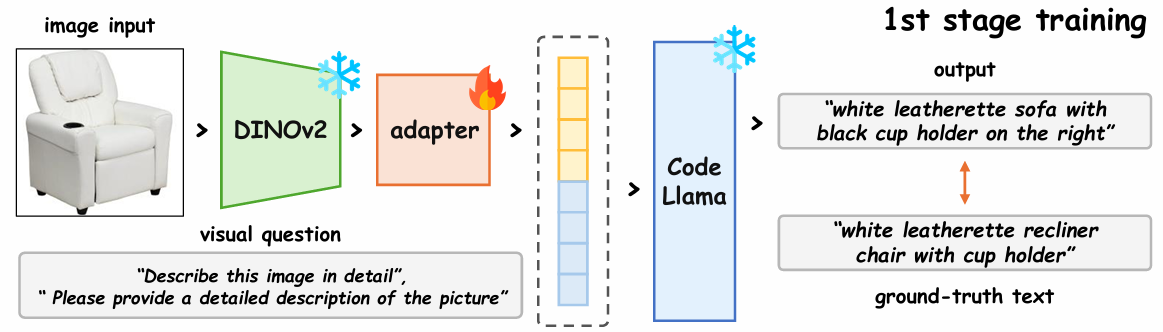 image input
1st stage training
DINOv2
adapter
Code
Llama
output
“white leatherette sofa with
black cup holder on the right”
“white leatherette recliner
chair with cup holder”
ground-truth text
visual question
“Describe this image in detail”,
“ Please provide a detailed description of the picture”